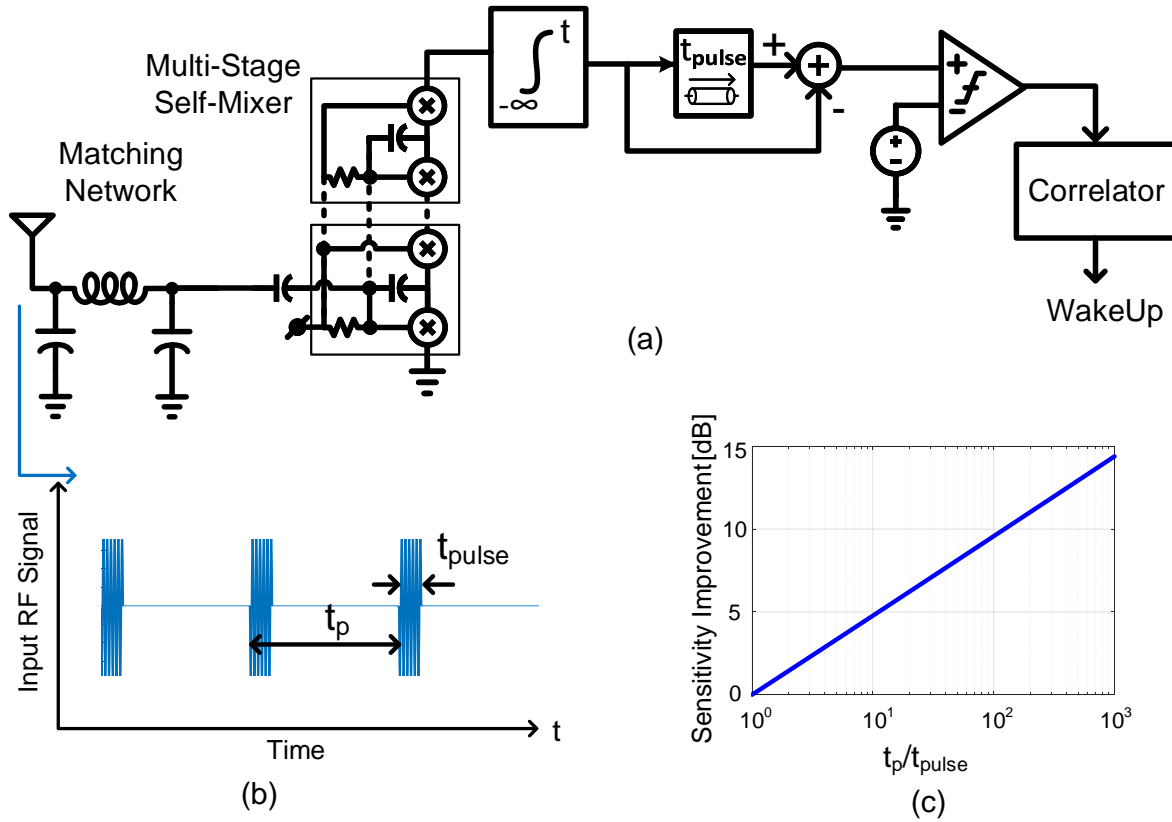 Multi-Stage
Self-Mixer
Matching
Network
∫ t
-∞
t_pulse
+
+
-
+
-
+
-
Correlator
WakeUp
(a)
Input RF Signal
t_pulse
t_p
t
Time
(b)
Sensitivity Improvement[dB]
15
10
5
0
10^0
10^1
10^2
10^3
t_p/t_pulse
(c)